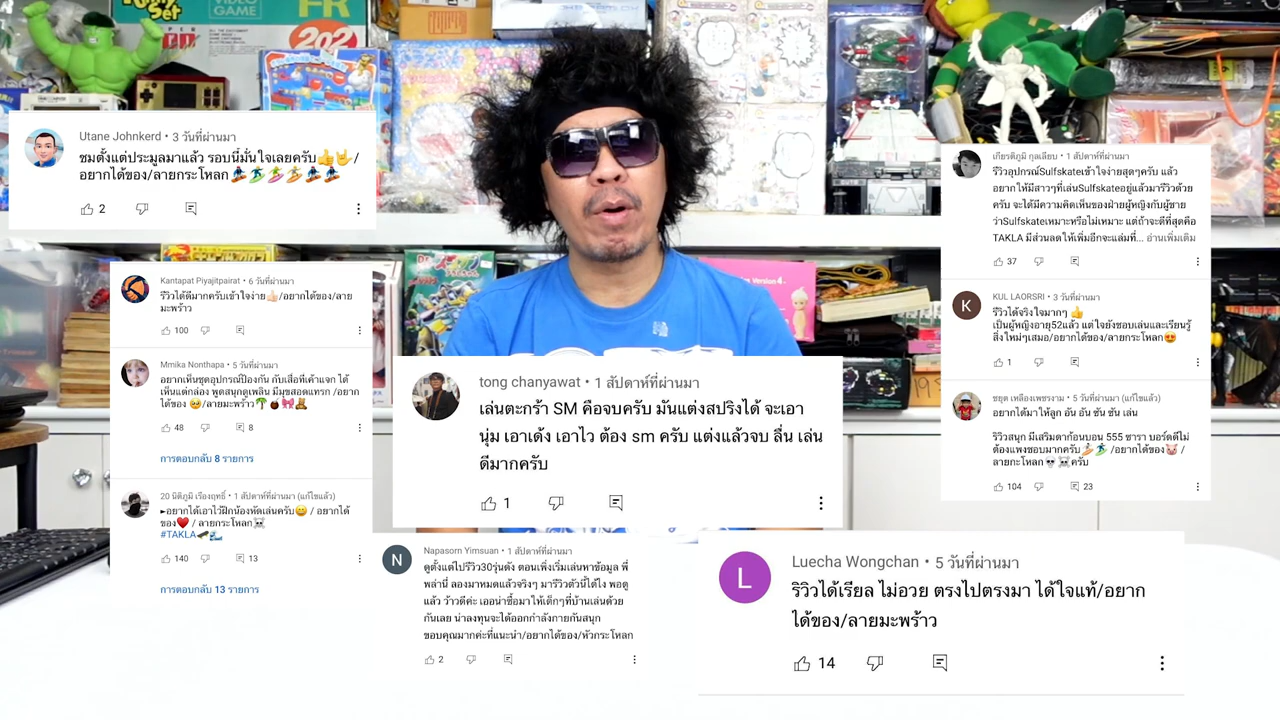 VIDEO
GAME
FR
202
Utane Johnkerd • 3 วันที่ผ่านมา
ชมตั้งแต่ประมูลมาแล้ว รอบนี้มั่นใจเลยครับ👍🤟 /
อยากได้ของ/ลายกระโหลก 🏂🏄🏄🏄🏂🏂
2
Kantapat Piyajitpairat • 6 วันที่ผ่านมา
รีวิวได้ดีมากครับเข้าใจง่าย👍🏻/อยากได้ของ/ลาย
มะพร้าว
100
Mmika Nonthapa • 5 วันที่ผ่านมา
อยากเห็นชุดอุปกรณ์ป้องกัน กับเสื่อที่เค้าแจก ได้
เห็นแต่กล่อง พูดสนุกดูเพลิน มีมุขสอดแทรก /อยาก
ได้ของ 🥺/ลายมะพร้าว🌴🥥🎀🧸
48 8
การตอบกลับ 8 รายการ
20 นิติภูมิ เรืองฤทธิ์ • 1 สัปดาห์ที่ผ่านมา (แก้ไขแล้ว)
►อยากได้เอาไว้ฝึกน้องหัดเล่นครับ😄 / อยากได้
ของ❤️ / ลายกระโหลก☠️
#TAKLA🛹🌊
140 13
การตอบกลับ 13 รายการ
tong chanyawat • 1 สัปดาห์ที่ผ่านมา
เล่นตะกร้า SM คือจบครับ มันแต่งสปริงได้ จะเอา
นุ่ม เอาเด้ง เอาไว ต้อง sm ครับ แต่งแล้วจบ ลื่น เล่น
ดีมากครับ
1
N
Napasorn Yimsuan • 1 สัปดาห์ที่ผ่านมา
ดูตั้งแต่ไปรีวิว30รุ่นดัง ตอนเพิ่งเริ่มเล่นหาข้อมูล พี่
พล่านี่ ลองมาหมดแล้วจริงๆ มารีวิวตัวนี้ได้ไง พอดู
แล้ว ว้าวดีค่ะ เออน่าซื้อมาให้เด็กๆที่บ้านเล่นด้วย
กันเลย น่าลงทุนจะได้ออกกำลังกายกันสนุก
ขอบคุณมากค่ะที่แนะนำ/อยากได้ของ/หัวกระโหลก
2
เกียรติภูมิ กุลเลียบ • 1 สัปดาห์ที่ผ่านมา
รีวิวอุปกรณ์Sulfskateเข้าใจง่ายสุดๆครับ แล้ว
อยากให้มีสาวๆที่เล่นSulfskateอยู่แล้วมารีวิวด้วย
ครับ จะได้มีความคิดเห็นของฝ่ายผู้หญิงกับผู้ชาย
ว่าSulfskateเหมาะหรือไม่เหมาะ แต่ถ้าจะดีที่สุดคือ
TAKLA มีส่วนลดให้เพิ่มอีกจะแล่มที่... อ่านเพิ่มเติม
37
K
KUL LAORSRI • 3 วันที่ผ่านมา
รีวิวได้จริงใจมากๆ 👍
เป็นผู้หญิงอายุ52แล้ว แต่ใจยังชอบเล่นและเรียนรู้
สิ่งใหม่ๆเสมอ/อยากได้ของ/ลายกระโหลก😍
1
ชยุต เหลืองเพชรงาม • 5 วันที่ผ่านมา (แก้ไขแล้ว)
อยากได้มาให้ลูก อัน อัน ซัน ซัน เล่น
รีวิวสนุก มีเสริมดาก้อนบอน 555 ซารา บอร์ดดีไม่
ต้องแพงชอบมากครับ🏄🏻🏄 /อยากได้ของ🐷 /
ลายกะโหลก💀☠️ครับ
104 23
L
Luecha Wongchan • 5 วันที่ผ่านมา
รีวิวได้เรียล ไม่อวย ตรงไปตรงมา ได้ใจแท้/อยาก
ได้ของ/ลายมะพร้าว
14